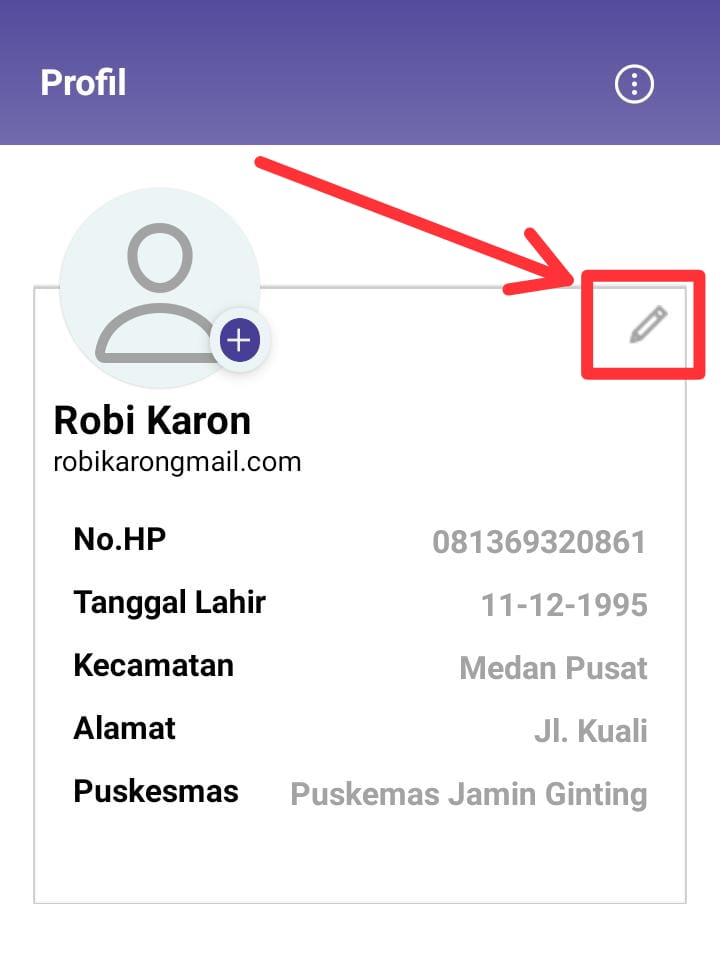 Profil
Robi Karon
robikarongmail.com
No.HP 081369320861
Tanggal Lahir 11-12-1995
Kecamatan Medan Pusat
Alamat Jl. Kuali
Puskesmas Puskemas Jamin Ginting